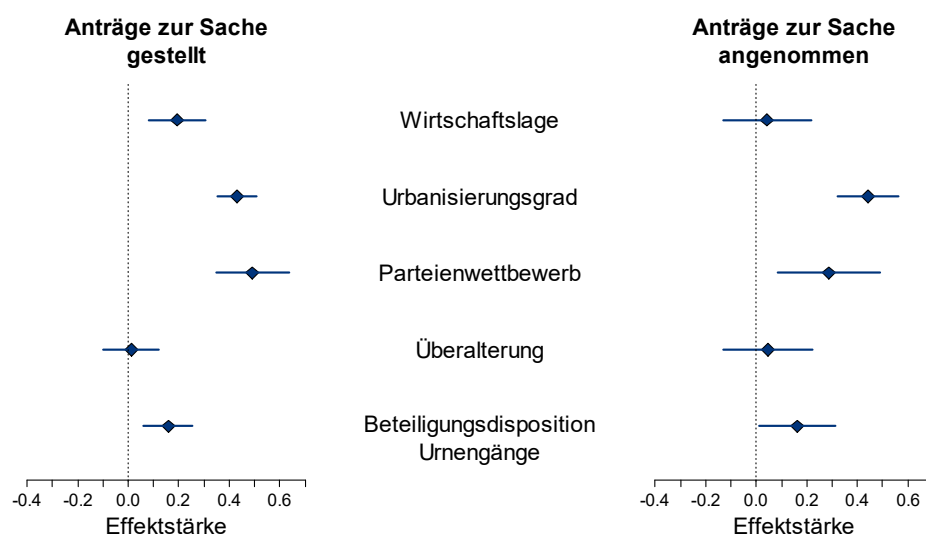 Anträge zur Sache
gestellt
Anträge zur Sache
angenommen
Wirtschaftslage
Urbanisierungsgrad
Parteienwettbewerb
Überalterung
Beteiligungsdisposition
Urnengänge
-0.4 -0.2 0.0 0.2 0.4 0.6
Effektstärke
-0.4 -0.2 0.0 0.2 0.4 0.6
Effektstärke